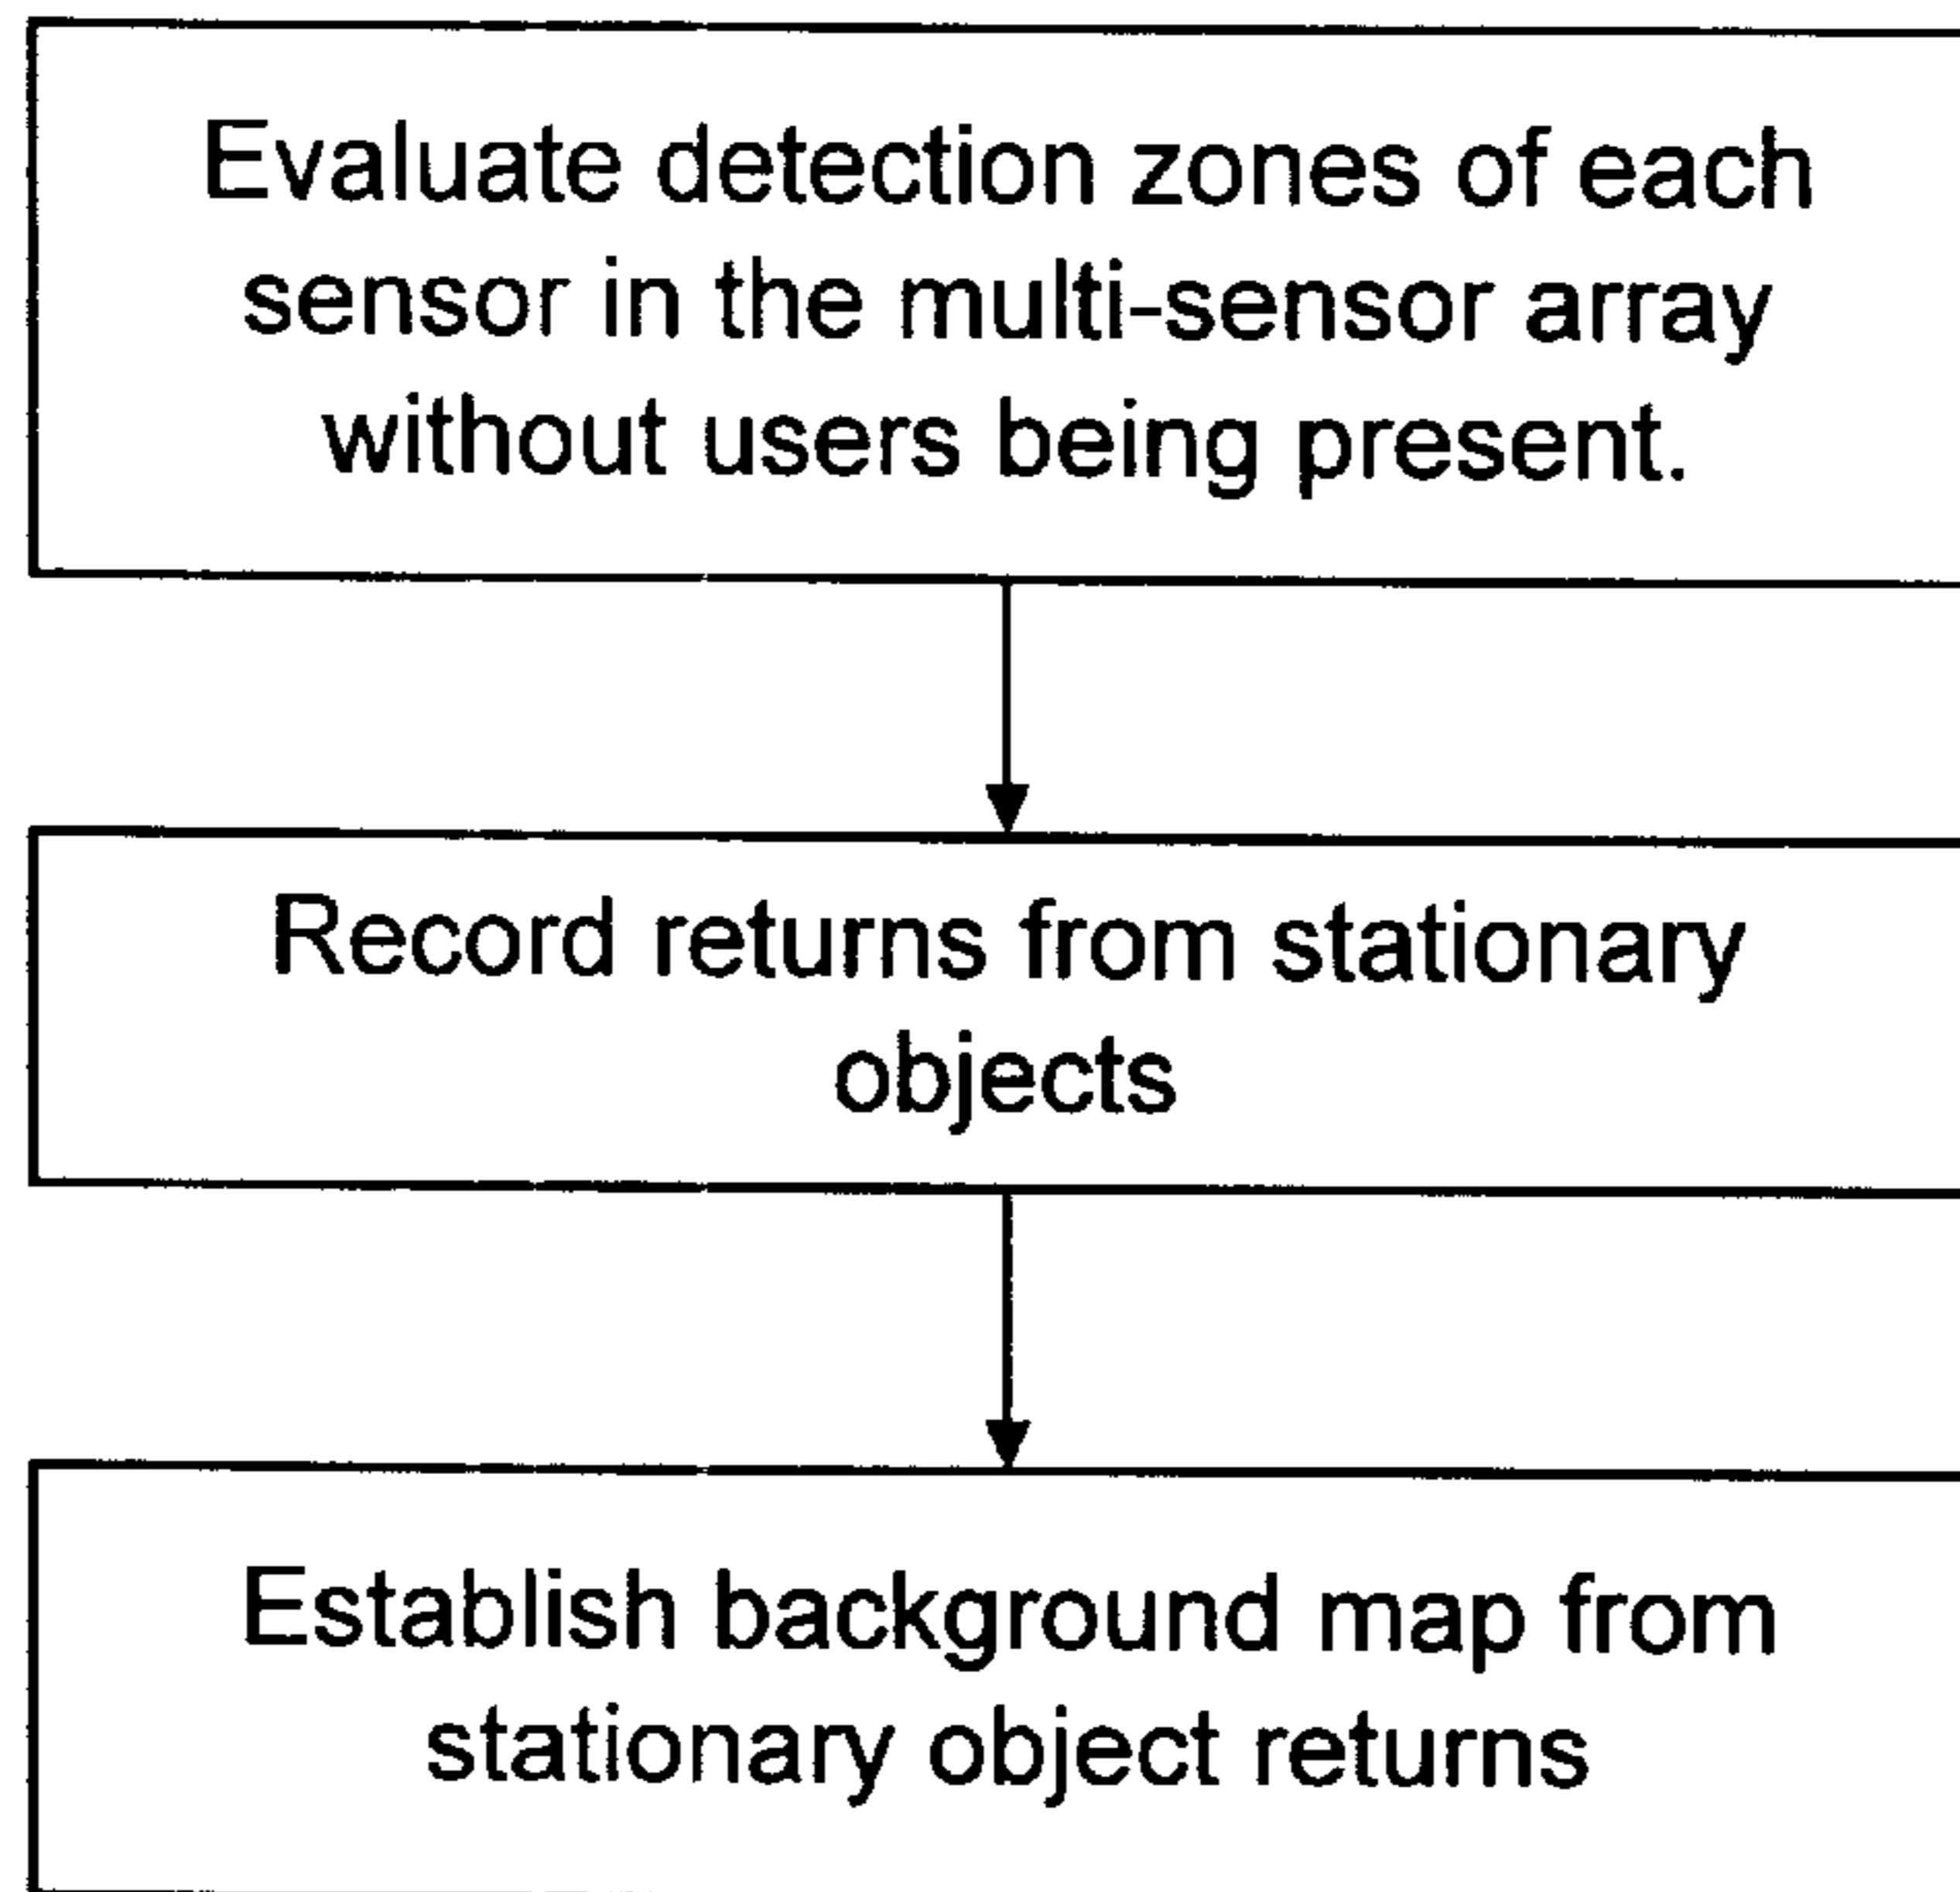 Evaluate detection zones of each
sensor in the multi-sensor array
without users being present.
Record returns from stationary
objects
Establish background map from
stationary object returns